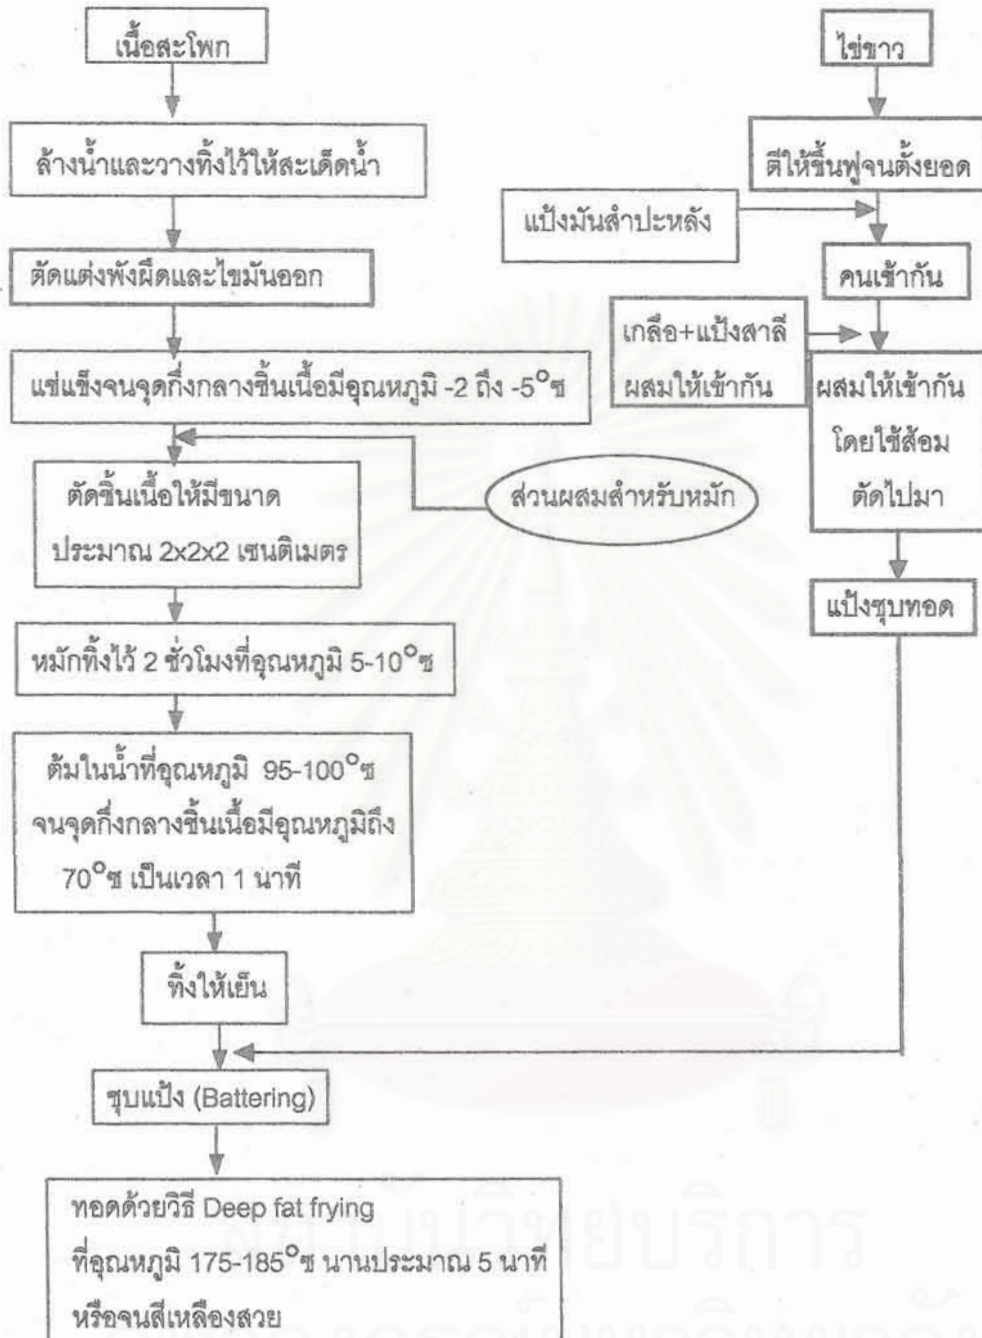 เนื้อสะโพก
ล้างน้ำและวางทิ้งไว้ให้สะเด็ดน้ำ
ตัดแต่งพังผืดและไขมันออก
แช่แข็งจนจุดกึ่งกลางชิ้นเนื้อมีอุณหภูมิ -2 ถึง -5°ซ
ส่วนผสมสำหรับหมัก
ตัดชิ้นเนื้อให้มีขนาด
ประมาณ 2x2x2 เซนติเมตร
หมักทิ้งไว้ 2 ชั่วโมงที่อุณหภูมิ 5-10°ซ
ต้มในน้ำที่อุณหภูมิ 95-100°ซ
จนจุดกึ่งกลางชิ้นเนื้อมีอุณหภูมิถึง
70°ซ เป็นเวลา 1 นาที
ทิ้งให้เย็น
ไข่ขาว
ตีให้ขึ้นฟูจนตั้งยอด
แป้งมันสำปะหลัง
คนเข้ากัน
เกลือ+แป้งสาลี
ผสมให้เข้ากัน
ผสมให้เข้ากัน
โดยใช้ส้อม
ตัดไปมา
แป้งชุบทอด
ชุบแป้ง (Battering)
ทอดด้วยวิธี Deep fat frying
ที่อุณหภูมิ 175-185°ซ นานประมาณ 5 นาที
หรือจนสีเหลืองสวย
สถาบันวิทยบริการ